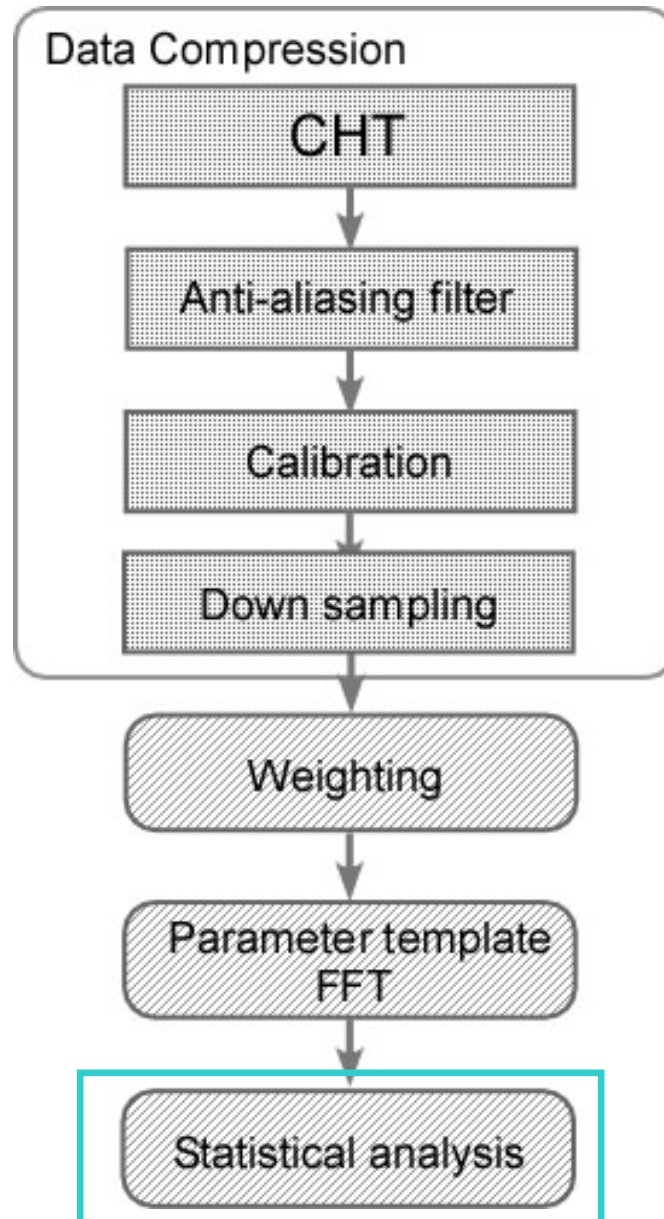 Data Compression
CHT
Anti-aliasing filter
Calibration
Down sampling
Weighting
Parameter template
FFT
Statistical analysis